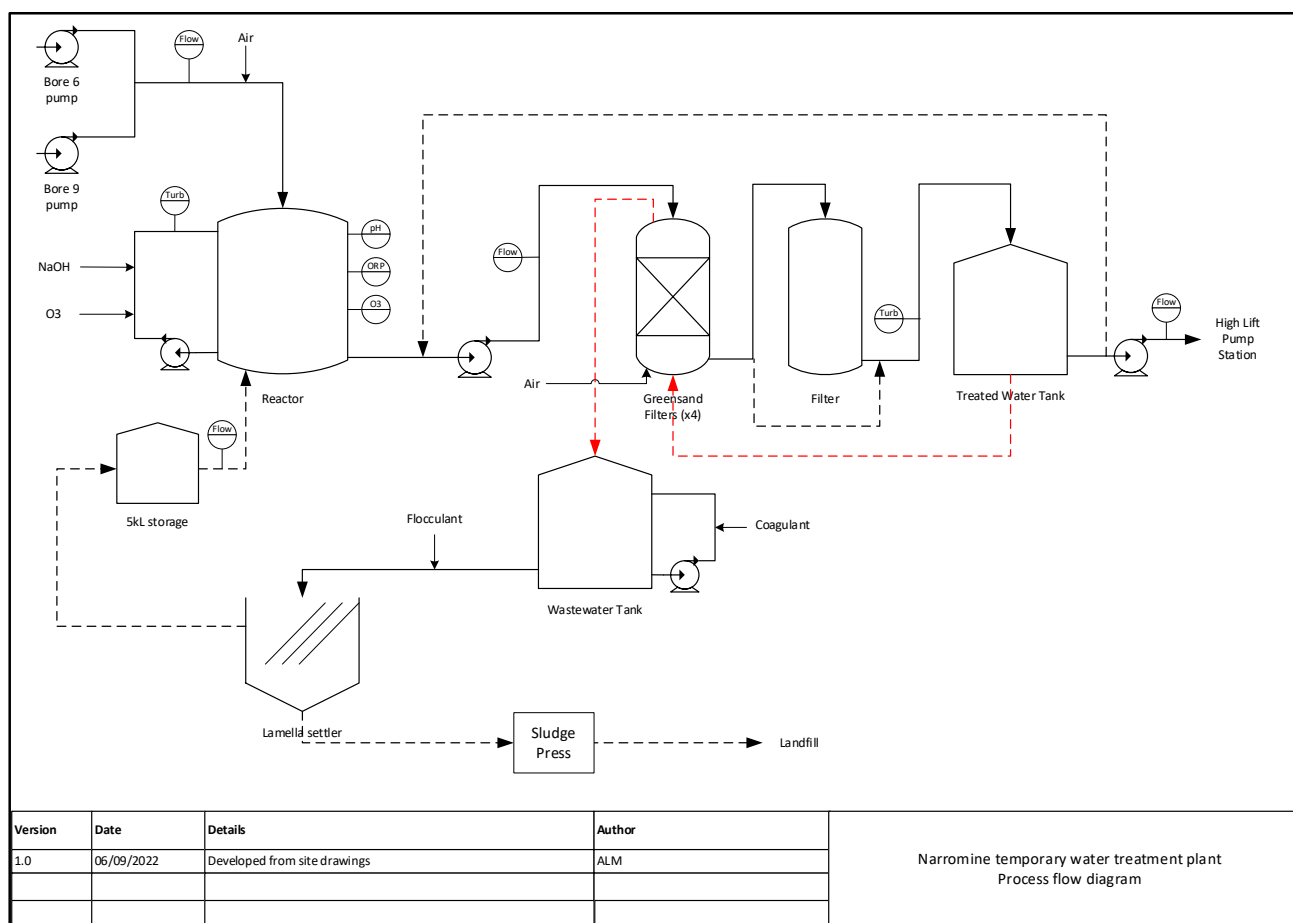 Bore 6
pump
Flow
Air
Bore 9
pump
Turb
NaOH
O3
pH
ORP
O3
Reactor
Flow
5kL storage
Flow
Air
Greensand
Filters (x4)
Filter
Turb
Treated Water Tank
Flow
High Lift
Pump
Station
Flocculant
Coagulant
Wastewater Tank
Lamella settler
Sludge
Press
Landfill
Version Date Details Author
1.0 06/09/2022 Developed from site drawings ALM
Narromine temporary water treatment plant
Process flow diagram